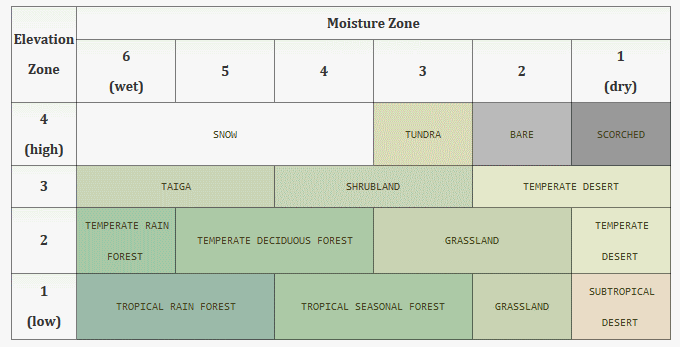 Elevation
Zone
Moisture Zone
6
(wet)
5
4
3
2
1
(dry)
4
(high)
SNOW
TUNDRA
BARE
SCORCHED
3
TAIGA
SHRUBLAND
TEMPERATE DESERT
2
TEMPERATE RAIN
FOREST
TEMPERATE DECIDUOUS FOREST
GRASSLAND
TEMPERATE
DESERT
1
(low)
TROPICAL RAIN FOREST
TROPICAL SEASONAL FOREST
GRASSLAND
SUBTROPICAL
DESERT